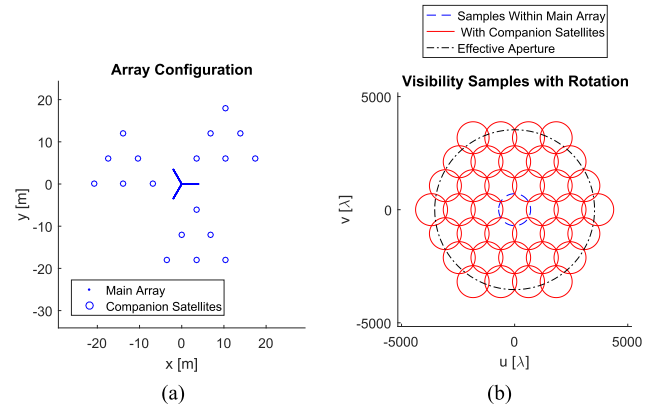 Array Configuration
20
10
0
-10
-20
-30
y [m]
Main Array
Companion Satellites
-20 -10 0 10 20
x [m]
(a)
Samples Within Main Array
With Companion Satellites
Effective Aperture
Visibility Samples with Rotation
5000
0
-5000
v [λ]
-5000 0 5000
u [λ]
(b)